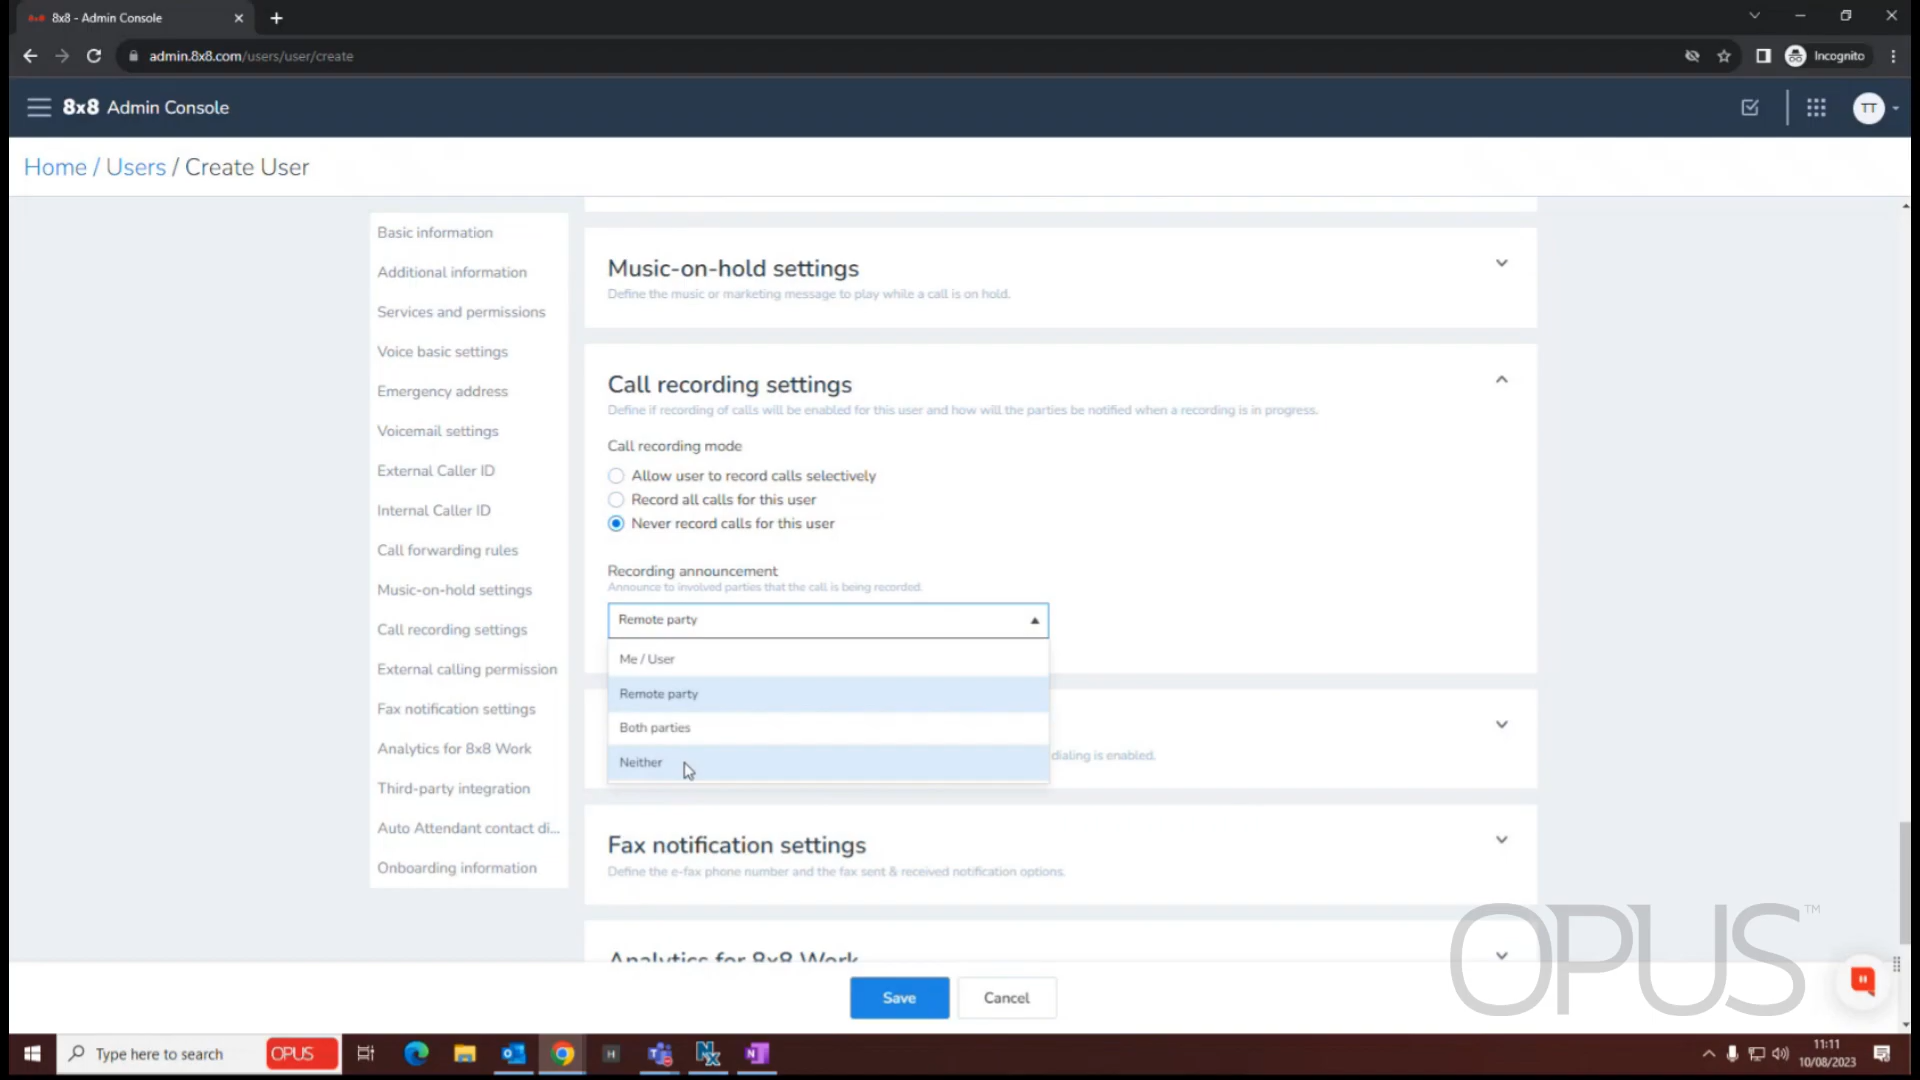 8x8 - Admin Console
admin.8x8.com/users/user/create
Incognito
8x8 Admin Console
TT
Home / Users / Create User
Basic information
Additional information
Services and permissions
Voice basic settings
Emergency address
Voicemail settings
External Caller ID
Internal Caller ID
Call forwarding rules
Music-on-hold settings
Call recording settings
External calling permission
Fax notification settings
Analytics for 8x8 Work
Third-party integration
Auto Attendant contact di...
Onboarding information
Music-on-hold settings
Define the music or marketing message to play while a call is on hold.
Call recording settings
Define if recording of calls will be enabled for this user and how will the parties be notified when a recording is in progress.
Call recording mode
Allow user to record calls selectively
Record all calls for this user
Never record calls for this user
Recording announcement
Announce to involved parties that the call is being recorded.
Remote party
Me / User
Remote party
Both parties
Neither
dialing is enabled.
Fax notification settings
Define the e-fax phone number and the fax sent & received notification options.
Analytics for 8x8 Work
Save
Cancel
OPUS™
Type here to search
OPUS
11:11
10/08/2023